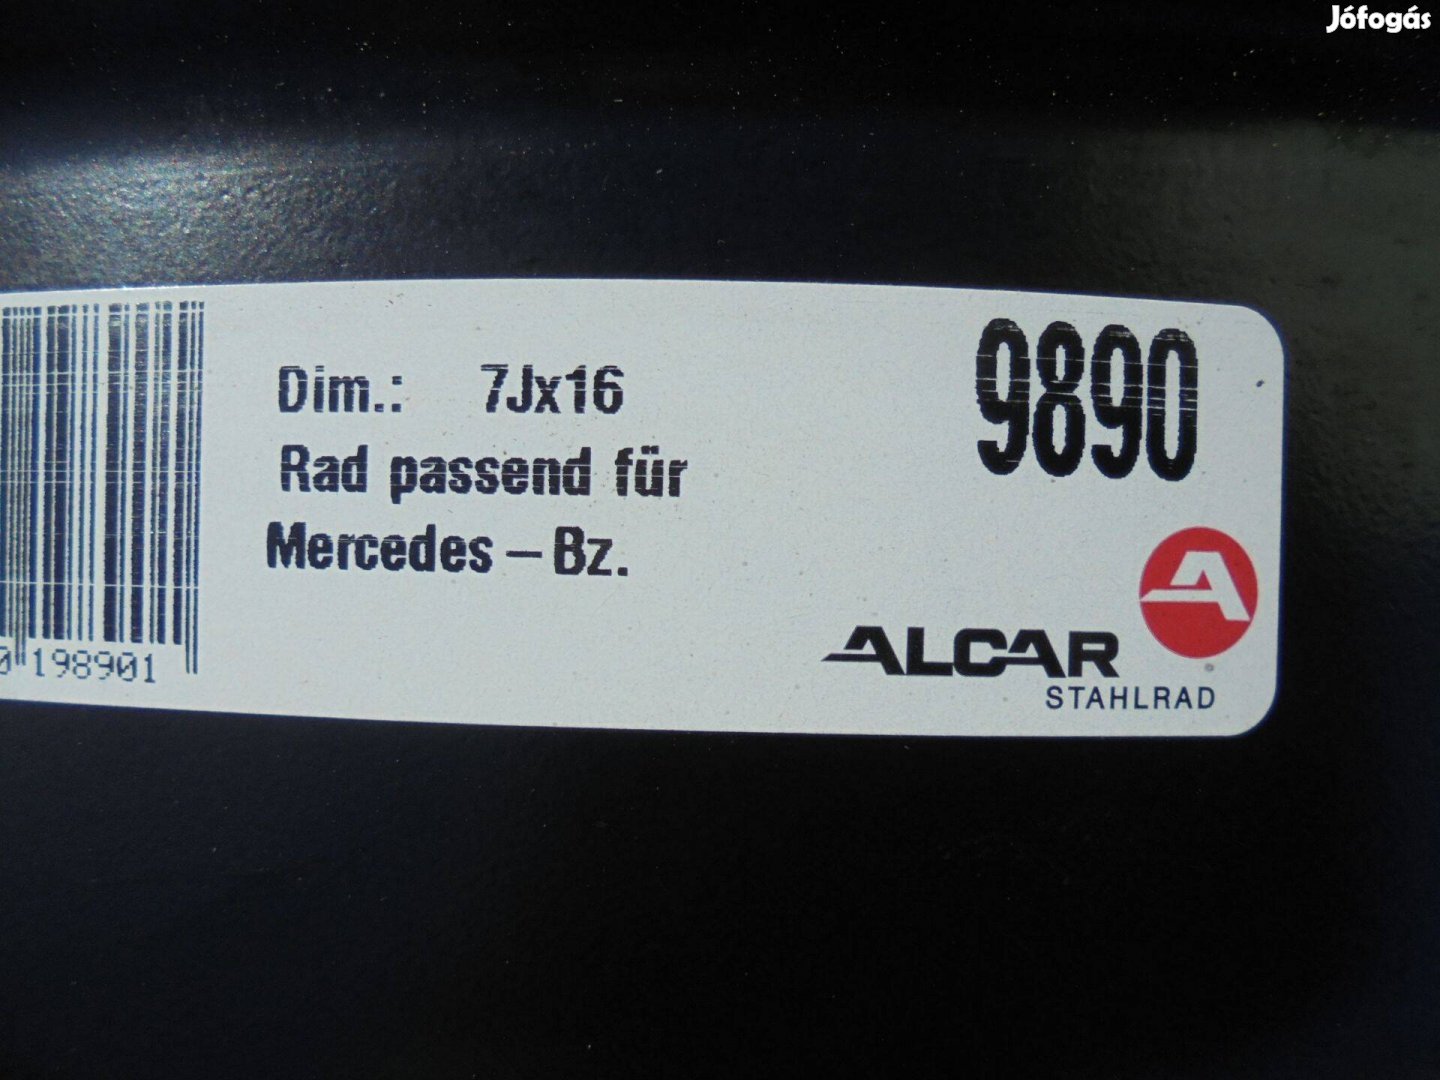 Jófogás
Dim.: 7Jx16
9890
Rad passend für
Mercedes – Bz.
ALCAR
STAHLRAD
0 198901